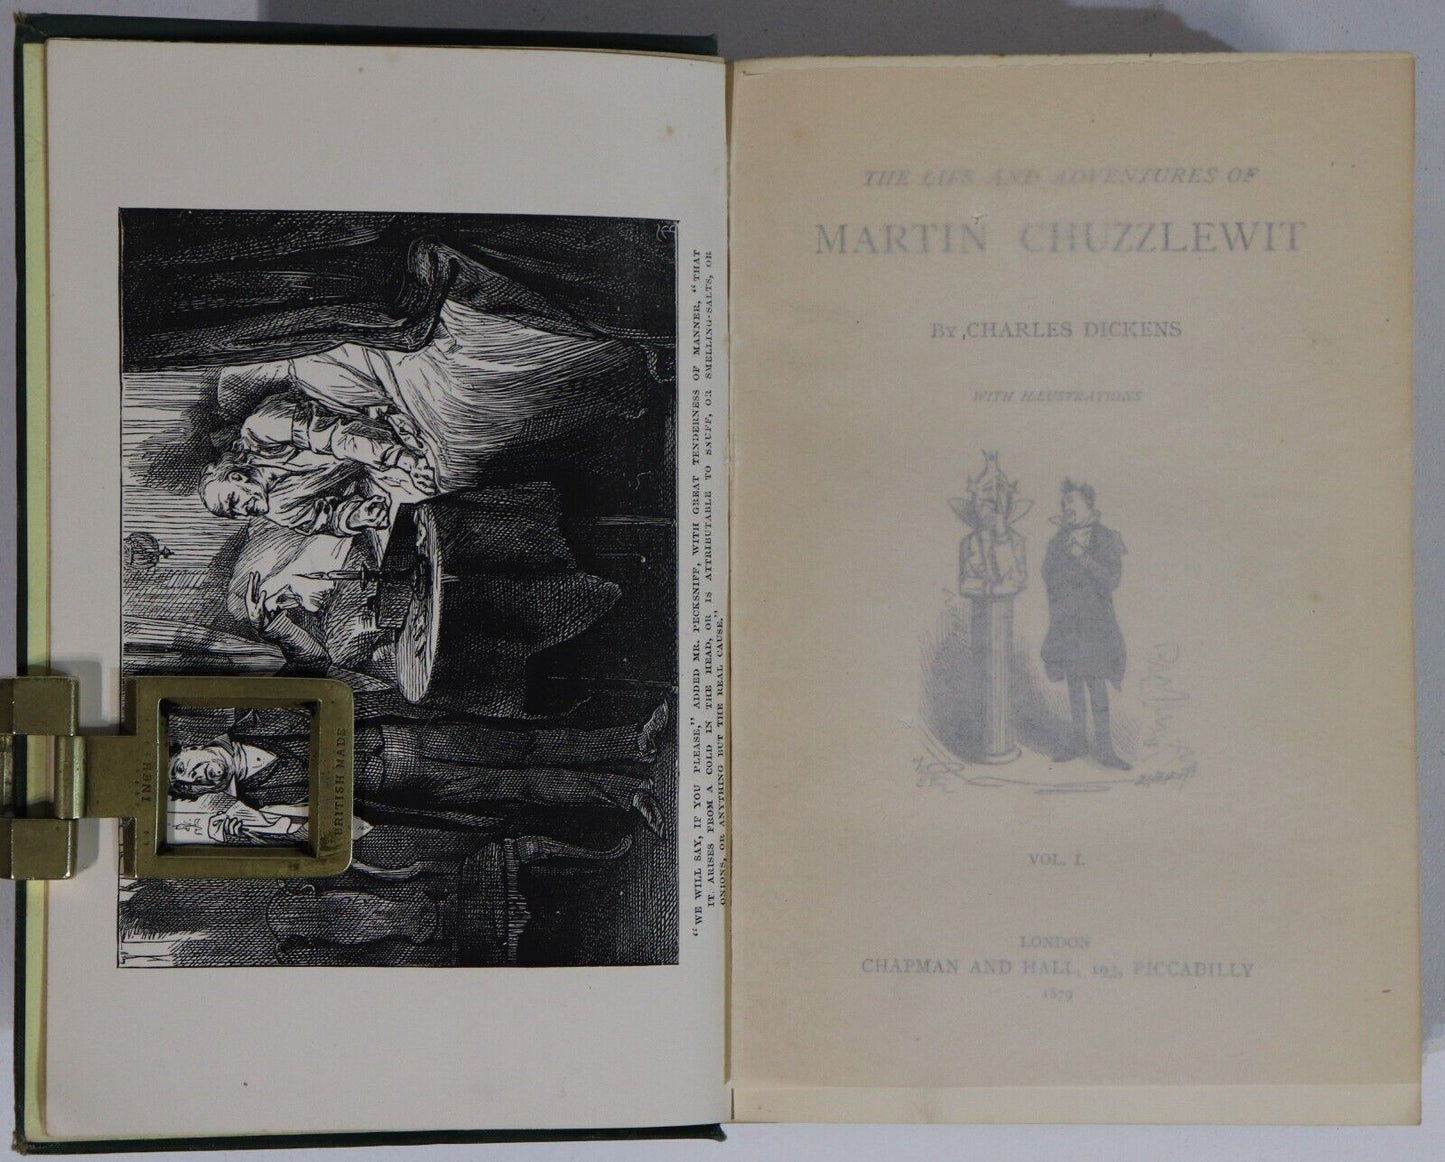 "WE WILL SAY, IF YOU PLEASE," ADDED MR. PECKSNIFF, WITH GREAT TENDERNESS OF MANNER, "THAT
IT ARISES FROM A COLD IN THE HEAD, OR IS ATTRIBUTABLE TO SNUFF, OR SMELLING-SALTS, OR
ONIONS, OR ANYTHING BUT THE REAL CAUSE."
INCH
BRITISH MADE
THE LIFE AND ADVENTURES OF
MARTIN CHUZZLEWIT
BY CHARLES DICKENS
WITH ILLUSTRATIONS
VOL. I.
LONDON
CHAPMAN AND HALL, 193, PICCADILLY
1879